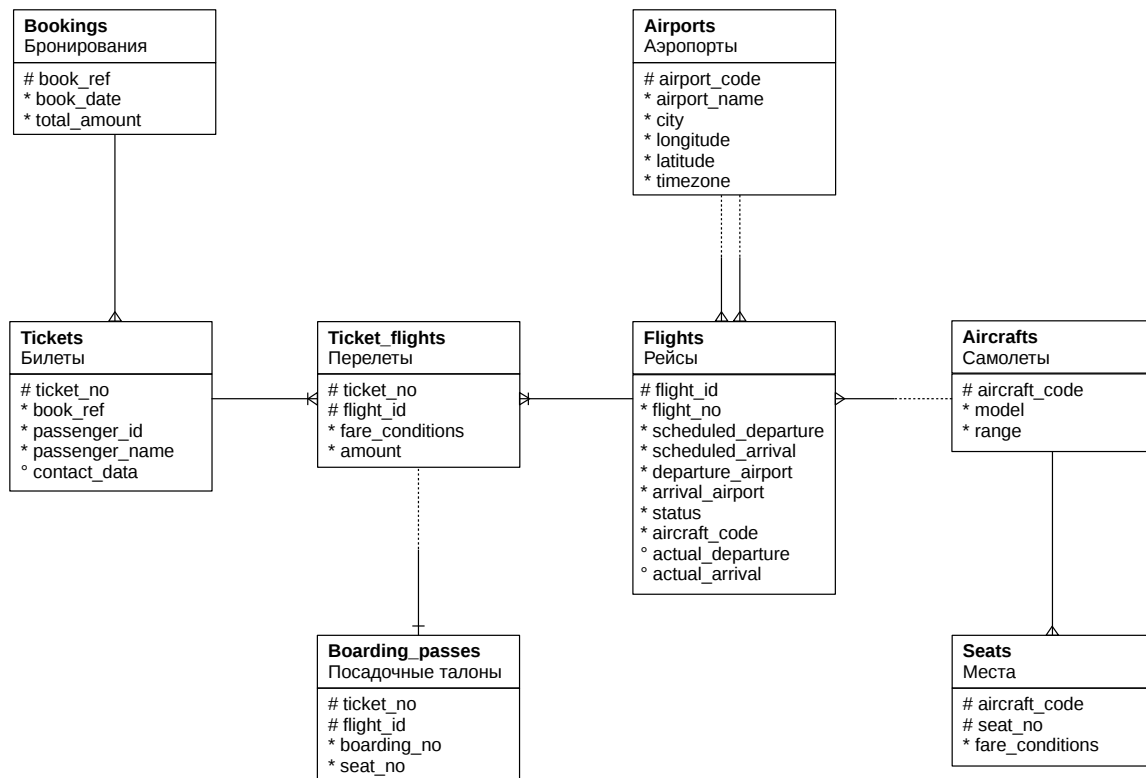 Bookings
Бронирования
# book_ref
* book_date
* total_amount
Airports
Аэропорты
# airport_code
* airport_name
* city
* longitude
* latitude
* timezone
Tickets
Билеты
# ticket_no
* book_ref
* passenger_id
* passenger_name
° contact_data
Ticket_flights
Перелеты
# ticket_no
# flight_id
* fare_conditions
* amount
Flights
Рейсы
# flight_id
* flight_no
* scheduled_departure
* scheduled_arrival
* departure_airport
* arrival_airport
* status
* aircraft_code
° actual_departure
° actual_arrival
Aircrafts
Самолеты
# aircraft_code
* model
* range
Boarding_passes
Посадочные талоны
# ticket_no
# flight_id
* boarding_no
* seat_no
Seats
Места
# aircraft_code
# seat_no
* fare_conditions